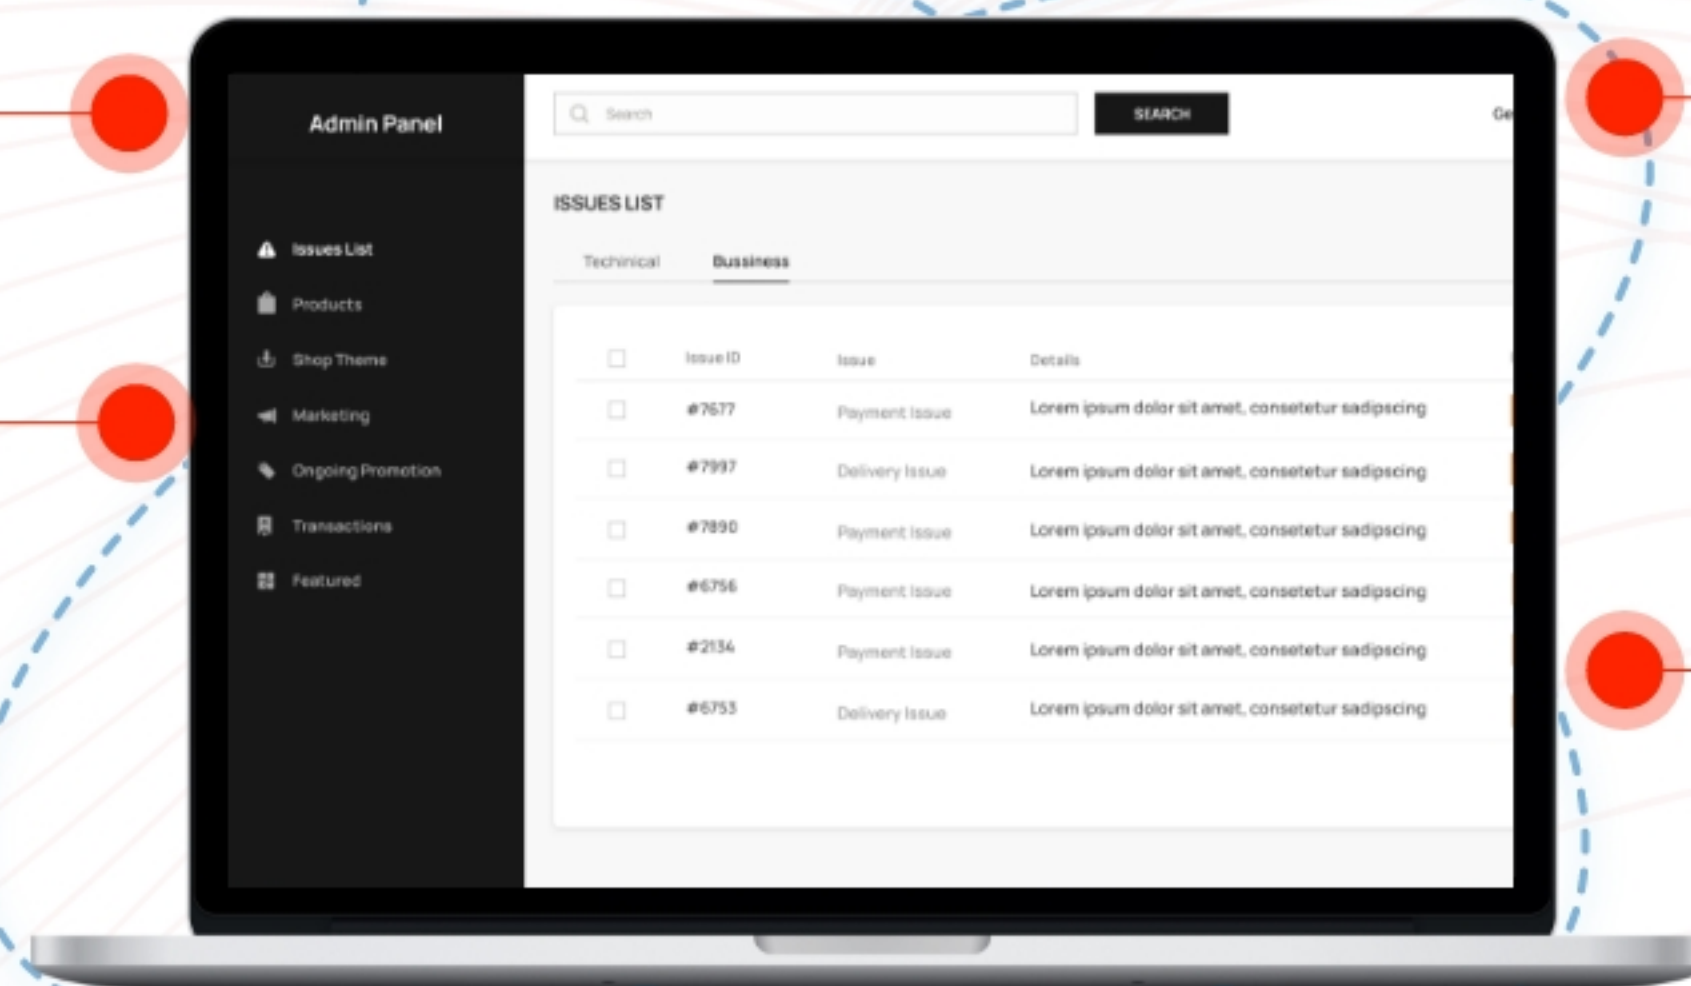 Admin Panel
Issues List
Products
Shop Theme
Marketing
Ongoing Promotion
Transactions
Featured
Search
SEARCH
Ge
ISSUES LIST
Techinical Bussiness
Issue ID Issue Details
#7677 Payment Issue Lorem ipsum dolor sit amet, consetetur sadipscing
#7997 Delivery Issue Lorem ipsum dolor sit amet, consetetur sadipscing
#7890 Payment Issue Lorem ipsum dolor sit amet, consetetur sadipscing
#6756 Payment Issue Lorem ipsum dolor sit amet, consetetur sadipscing
#2134 Payment Issue Lorem ipsum dolor sit amet, consetetur sadipscing
#6753 Delivery Issue Lorem ipsum dolor sit amet, consetetur sadipscing